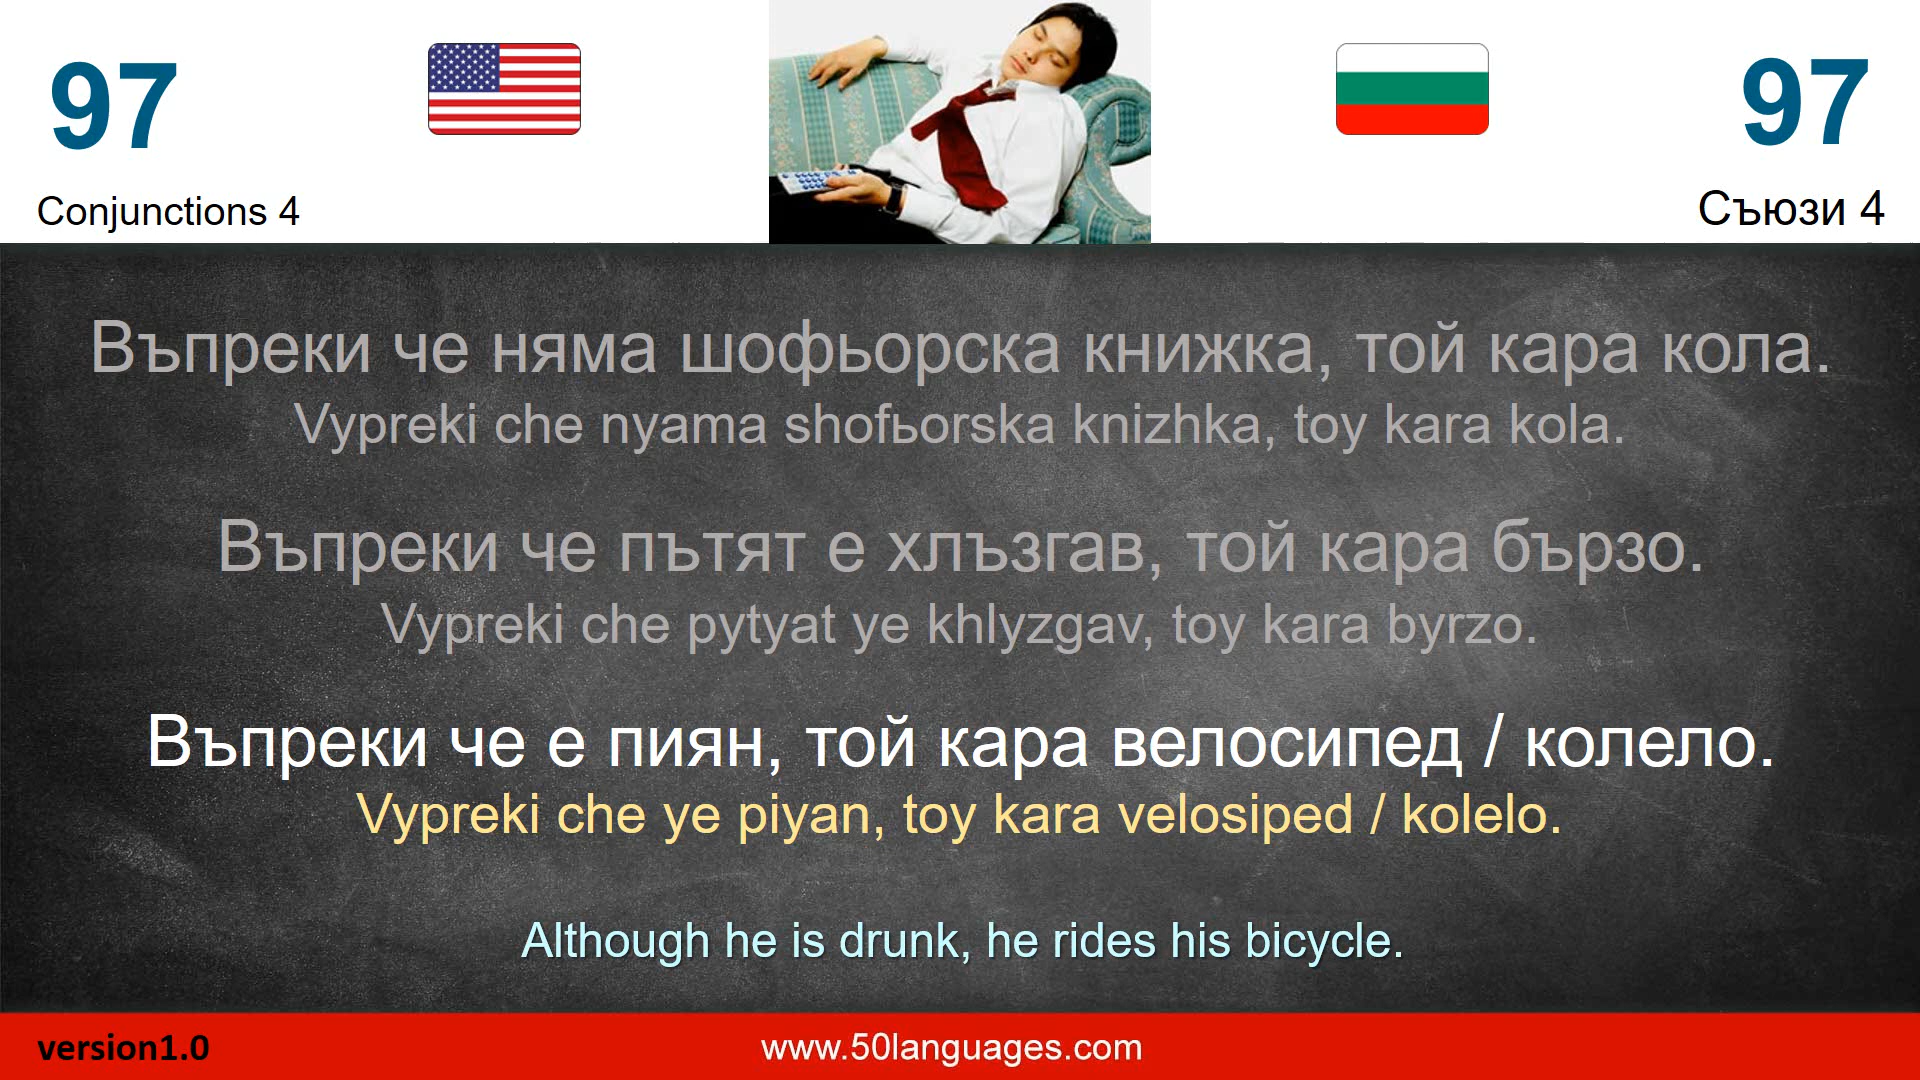 97
97
Conjunctions 4
Съюзи 4
Въпреки че няма шофьорска книжка, той кара кола.
Vypreki che nyama shofьorska knizhka, toy kara kola.
Въпреки че пътят е хлъзгав, той кара бързо.
Vypreki che pytyat ye khlyzgav, toy kara byrzo.
Въпреки че е пиян, той кара велосипед / колело.
Vypreki che ye piyan, toy kara velosiped / kolelo.
Although he is drunk, he rides his bicycle.
version1.0
www.50languages.com